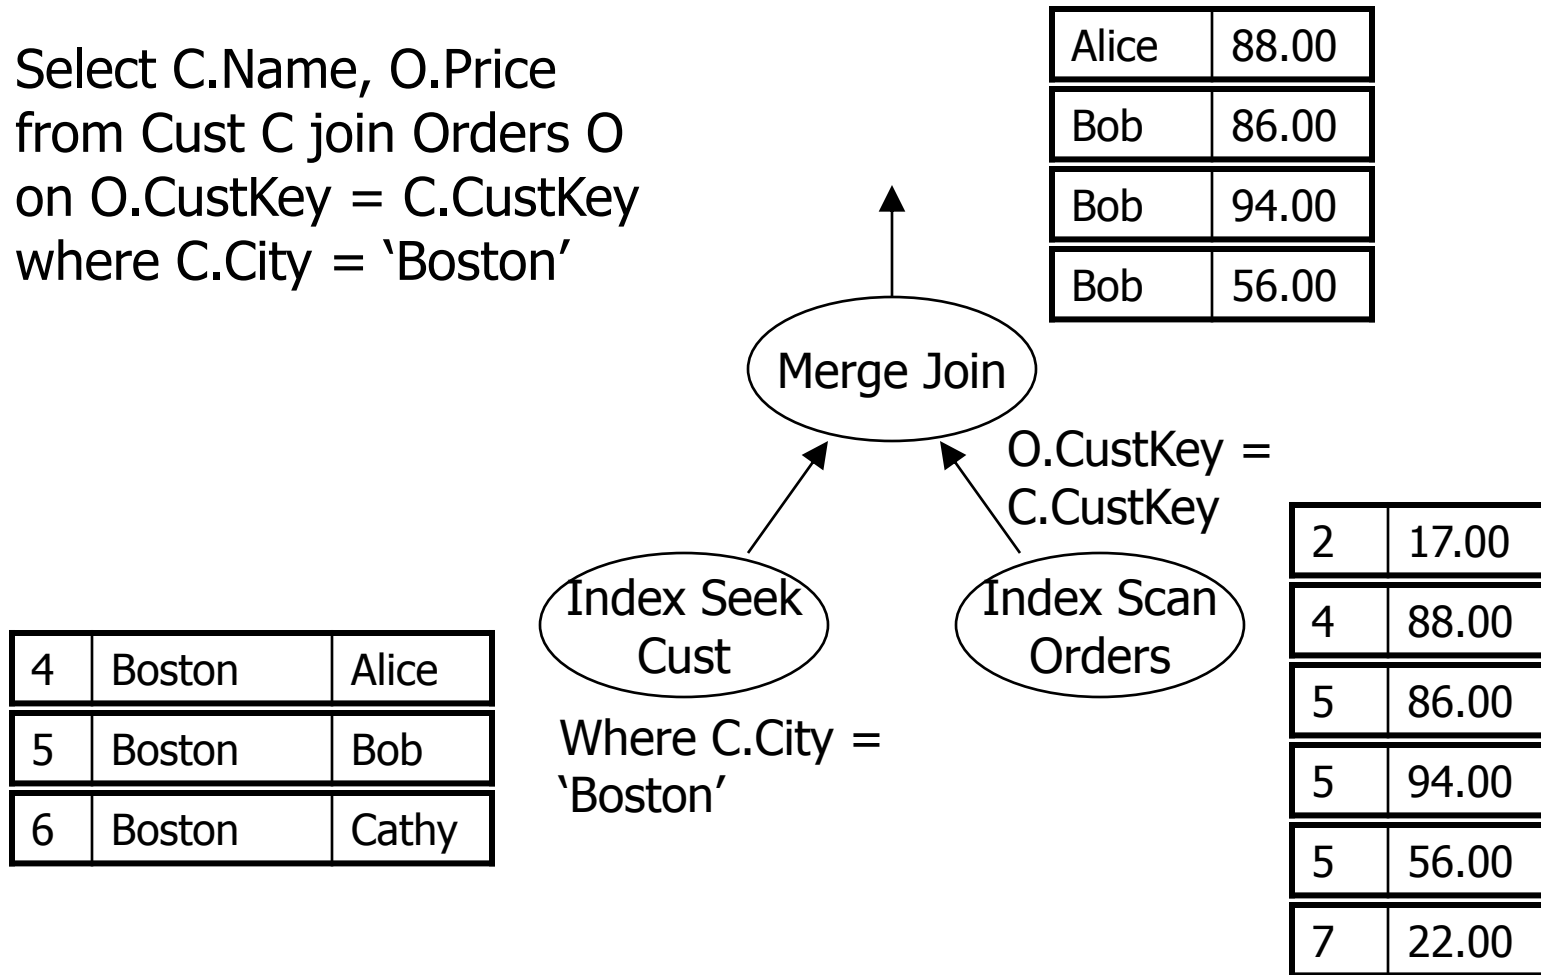 Select C.Name, O.Price
from Cust C join Orders O
on O.CustKey = C.CustKey
where C.City = ‘Boston’
Alice 88.00
Bob 86.00
Bob 94.00
Bob 56.00
Merge Join
O.CustKey =
C.CustKey
Index Seek
Cust
Where C.City =
‘Boston’
Index Scan
Orders
4 Boston Alice
5 Boston Bob
6 Boston Cathy
2 17.00
4 88.00
5 86.00
5 94.00
5 56.00
7 22.00